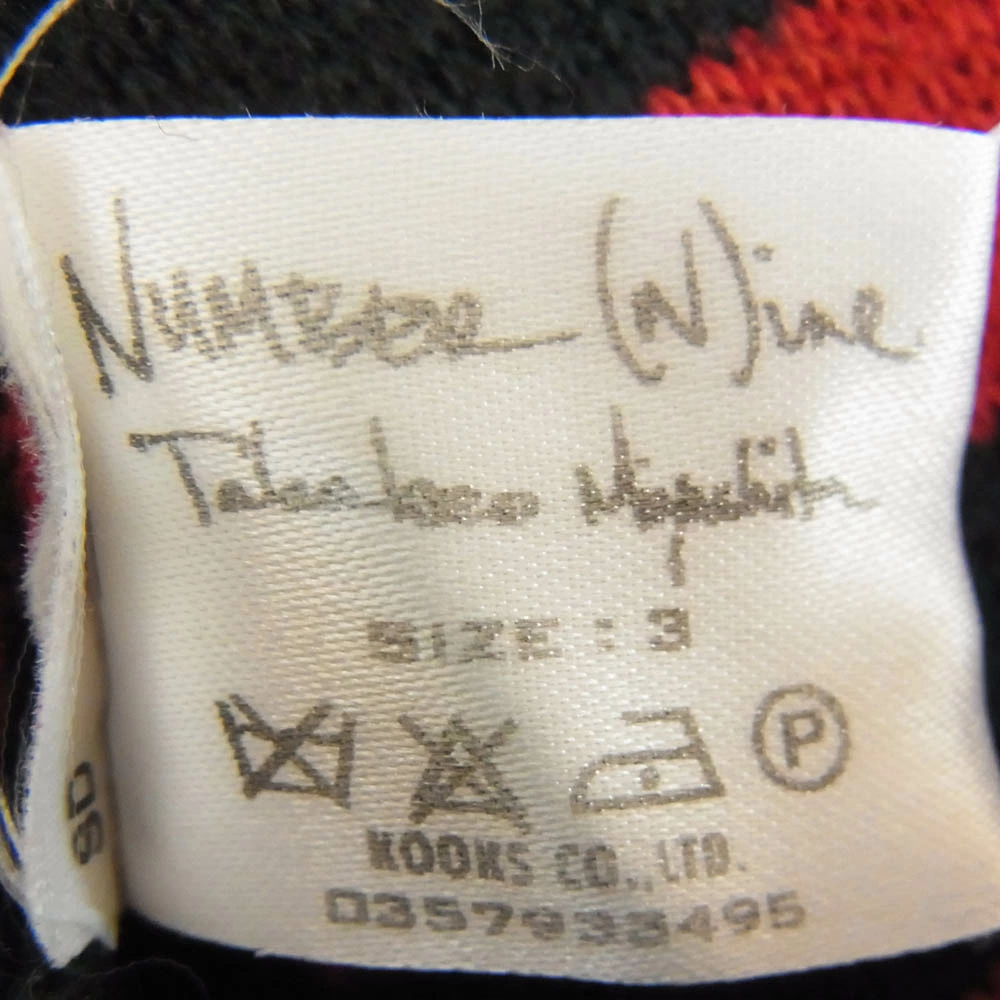 NUMBER (N)ine
Takahiro Miyashita
SIZE : 3
P
KOOKS CO., LTD.
0357933495